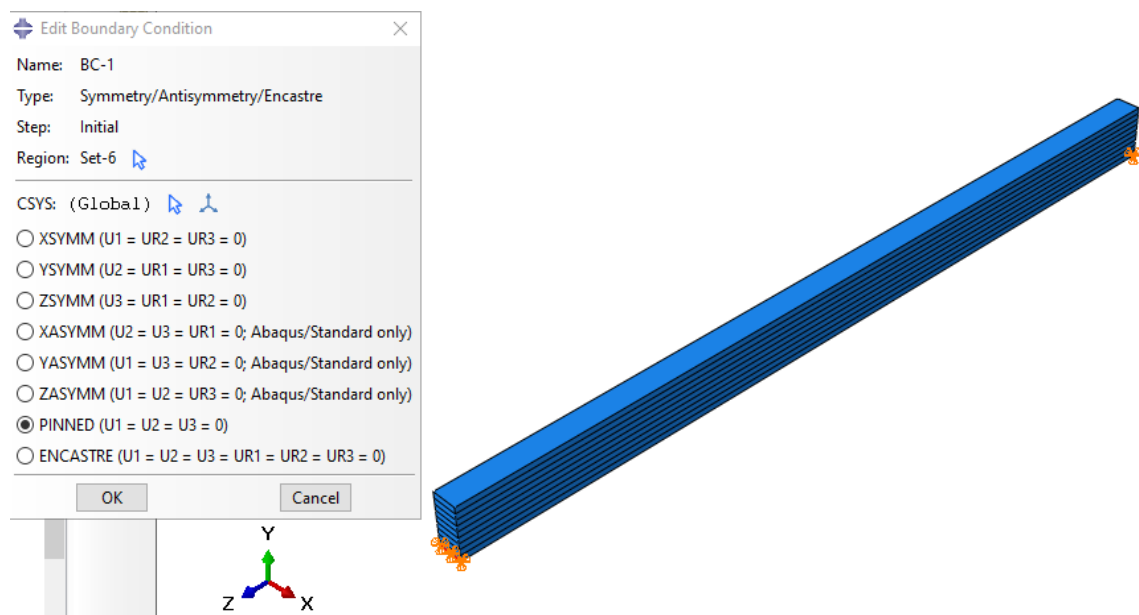 Edit Boundary Condition
Name: BC-1
Type: Symmetry/Antisymmetry/Encastre
Step: Initial
Region: Set-6
CSYS: (Global)
XSYMM (U1 = UR2 = UR3 = 0)
YSYMM (U2 = UR1 = UR3 = 0)
ZSYMM (U3 = UR1 = UR2 = 0)
XASYMM (U2 = U3 = UR1 = 0; Abaqus/Standard only)
YASYMM (U1 = U3 = UR2 = 0; Abaqus/Standard only)
ZASYMM (U1 = U2 = UR3 = 0; Abaqus/Standard only)
PINNED (U1 = U2 = U3 = 0)
ENCASTRE (U1 = U2 = U3 = UR1 = UR2 = UR3 = 0)
OK Cancel
Y
Z X